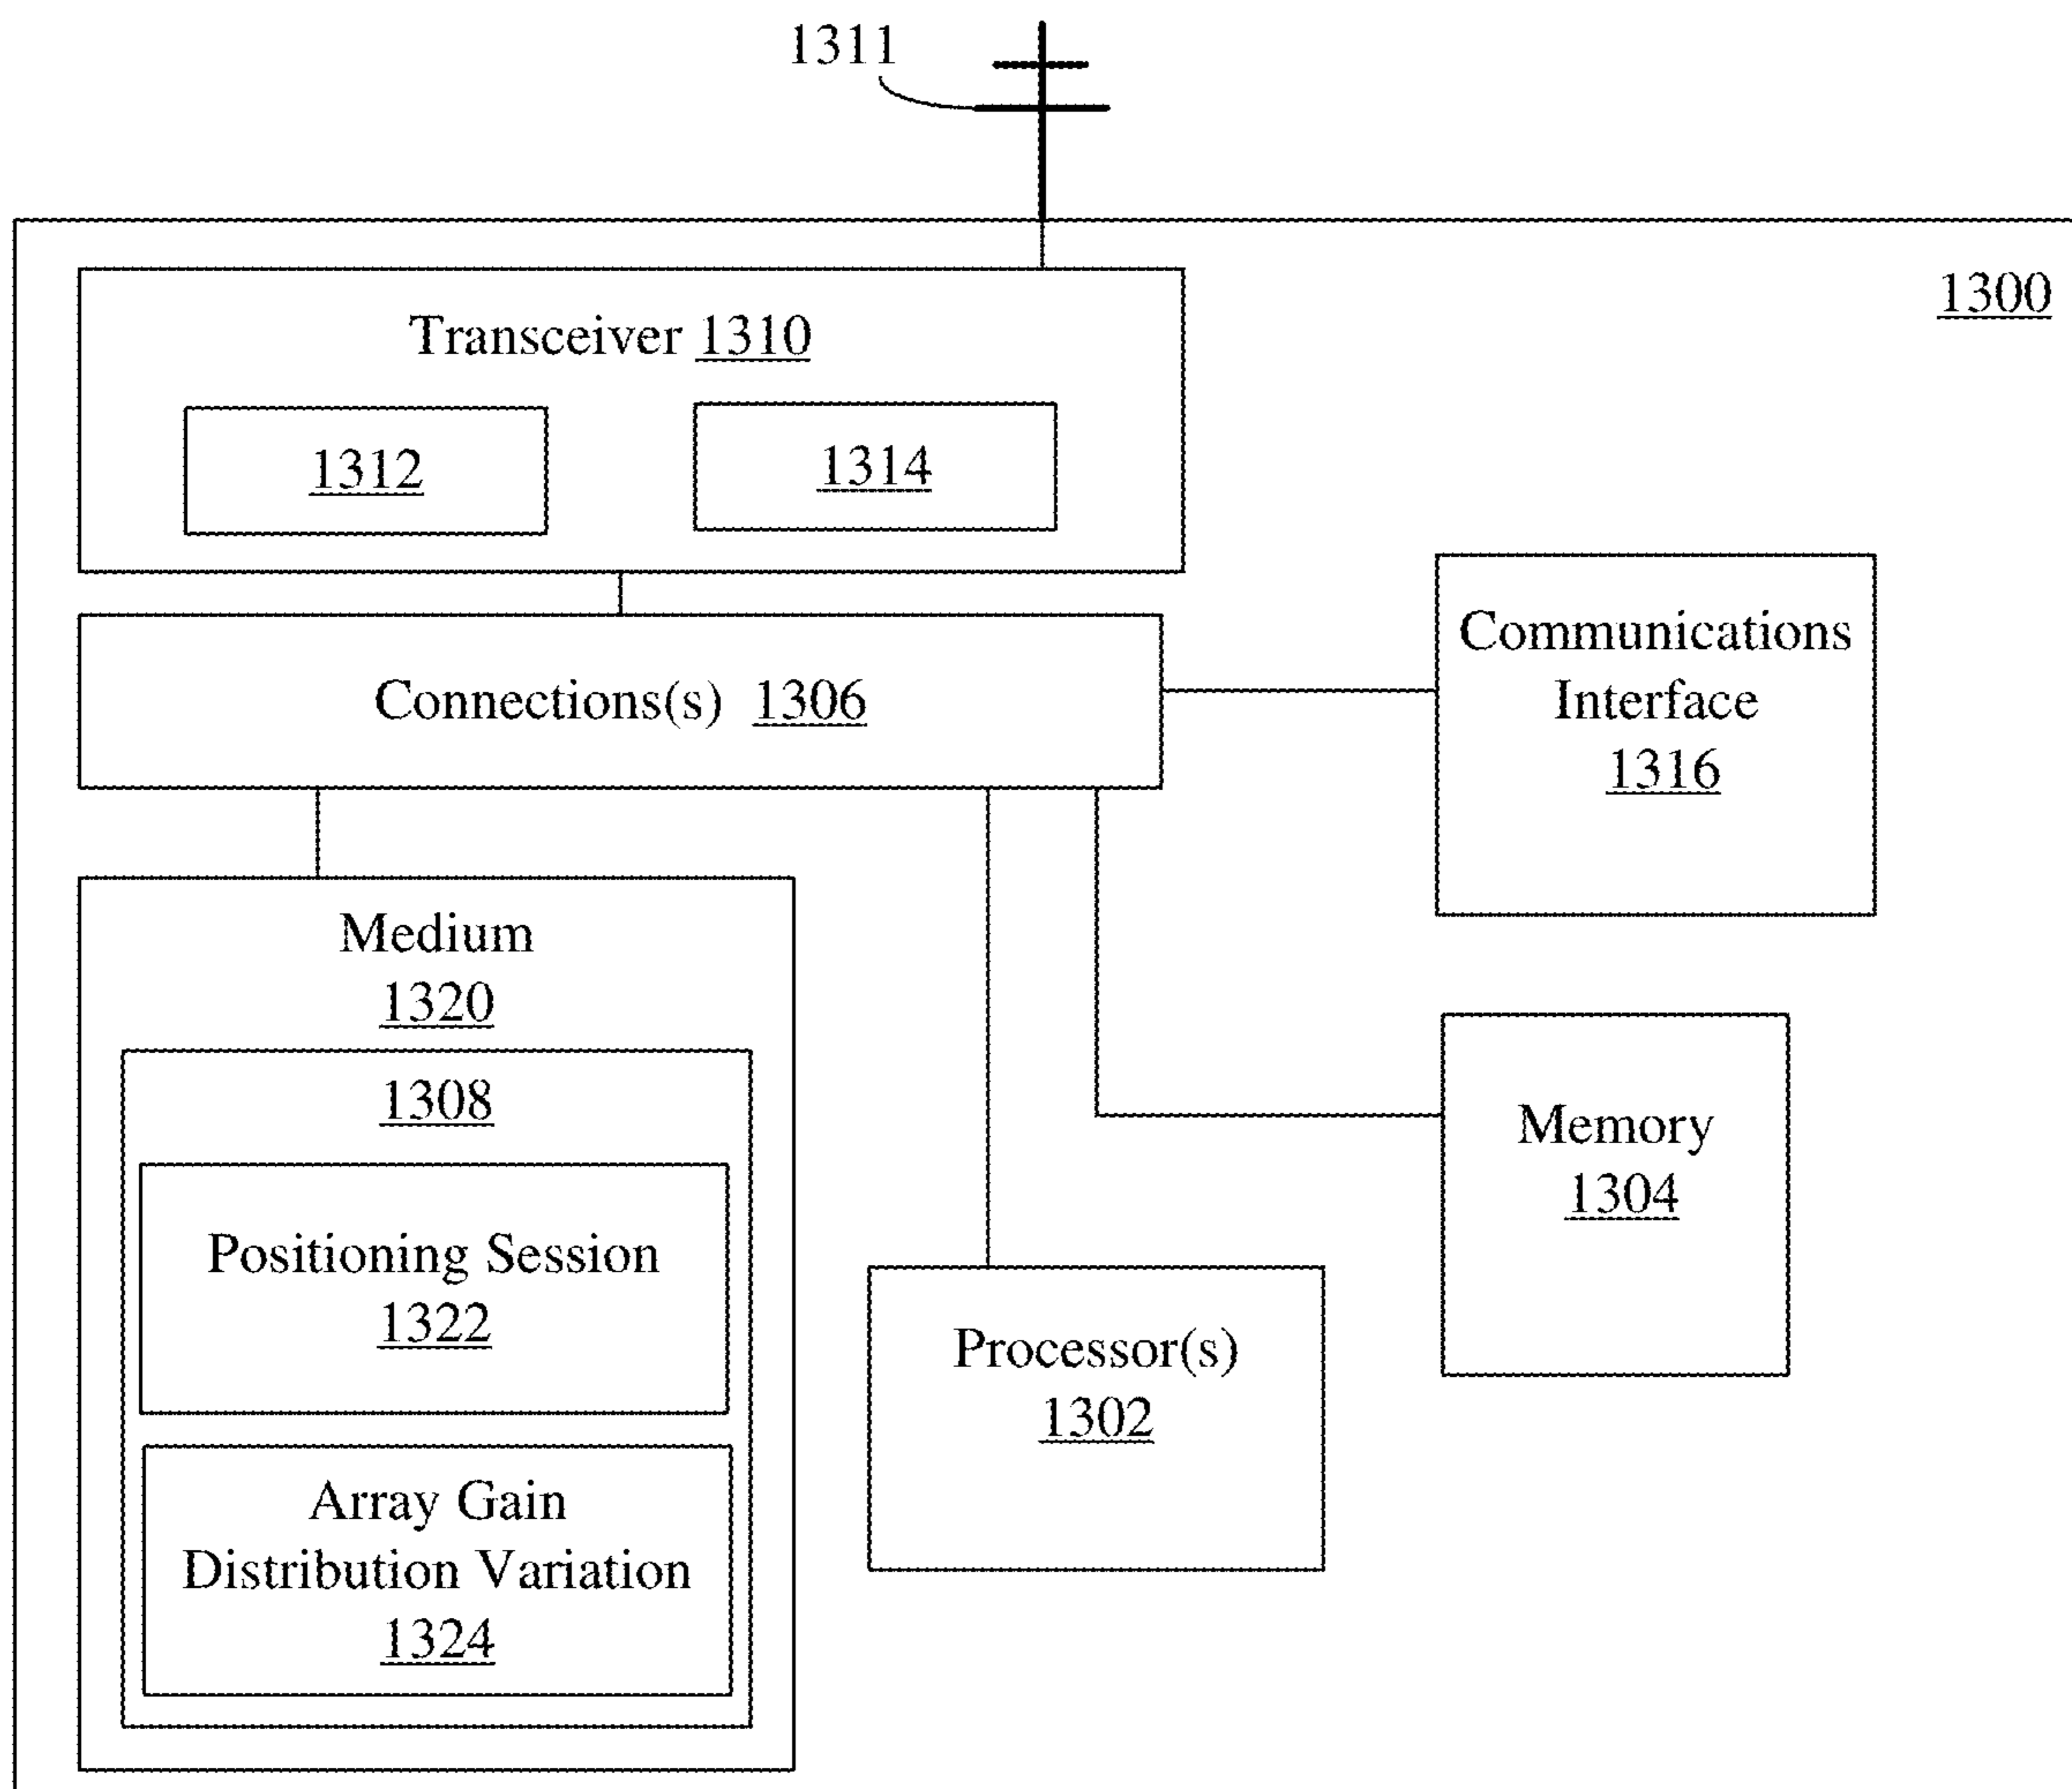 1311
1300
Transceiver 1310
1312
1314
Connections(s) 1306
Communications
Interface
1316
Medium
1320
1308
Positioning Session
1322
Array Gain
Distribution Variation
1324
Processor(s)
1302
Memory
1304